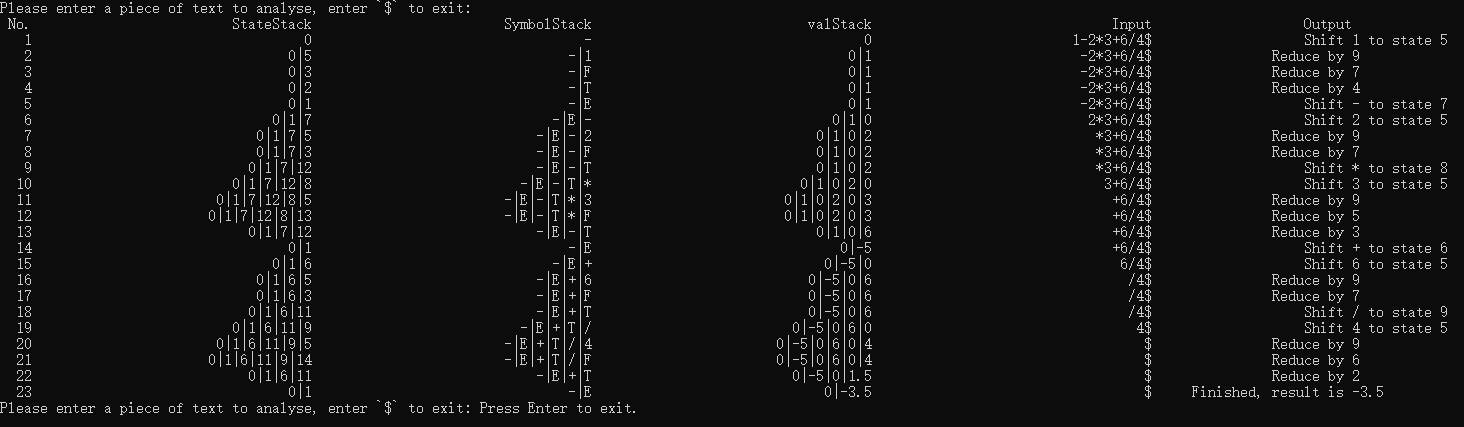 Please enter a piece of text to analyse, enter `$` to exit:
No. StateStack SymbolStack valStack Input Output
1 0 - 0 1-2*3+6/4$ Shift 1 to state 5
2 0|5 -|1 0|1 -2*3+6/4$ Reduce by 9
3 0|3 -|F 0|1 -2*3+6/4$ Reduce by 7
4 0|2 -|T 0|1 -2*3+6/4$ Reduce by 4
5 0|1 -|E 0|1 -2*3+6/4$ Shift - to state 7
6 0|1|7 -|E|- 0|1|0 2*3+6/4$ Shift 2 to state 5
7 0|1|7|5 -|E|-|2 0|1|0|2 *3+6/4$ Reduce by 9
8 0|1|7|3 -|E|-|F 0|1|0|2 *3+6/4$ Reduce by 7
9 0|1|7|12 -|E|-|T 0|1|0|2 *3+6/4$ Shift * to state 8
10 0|1|7|12|8 -|E|-|T|* 0|1|0|2|0 3+6/4$ Shift 3 to state 5
11 0|1|7|12|8|5 -|E|-|T|*|3 0|1|0|2|0|3 +6/4$ Reduce by 9
12 0|1|7|12|8|13 -|E|-|T|*|F 0|1|0|2|0|3 +6/4$ Reduce by 5
13 0|1|7|12 -|E|-|T 0|1|0|6 +6/4$ Reduce by 3
14 0|1 -|E 0|-5 +6/4$ Shift + to state 6
15 0|1|6 -|E|+ 0|-5|0 6/4$ Shift 6 to state 5
16 0|1|6|5 -|E|+|6 0|-5|0|6 /4$ Reduce by 9
17 0|1|6|3 -|E|+|F 0|-5|0|6 /4$ Reduce by 7
18 0|1|6|11 -|E|+|T 0|-5|0|6 /4$ Shift / to state 9
19 0|1|6|11|9 -|E|+|T|/ 0|-5|0|6|0 4$ Shift 4 to state 5
20 0|1|6|11|9|5 -|E|+|T|/|4 0|-5|0|6|0|4 $ Reduce by 9
21 0|1|6|11|9|14 -|E|+|T|/|F 0|-5|0|6|0|4 $ Reduce by 6
22 0|1|6|11 -|E|+|T 0|-5|0|1.5 $ Reduce by 2
23 0|1 -|E 0|-3.5 $ Finished, result is -3.5
Please enter a piece of text to analyse, enter `$` to exit: Press Enter to exit.